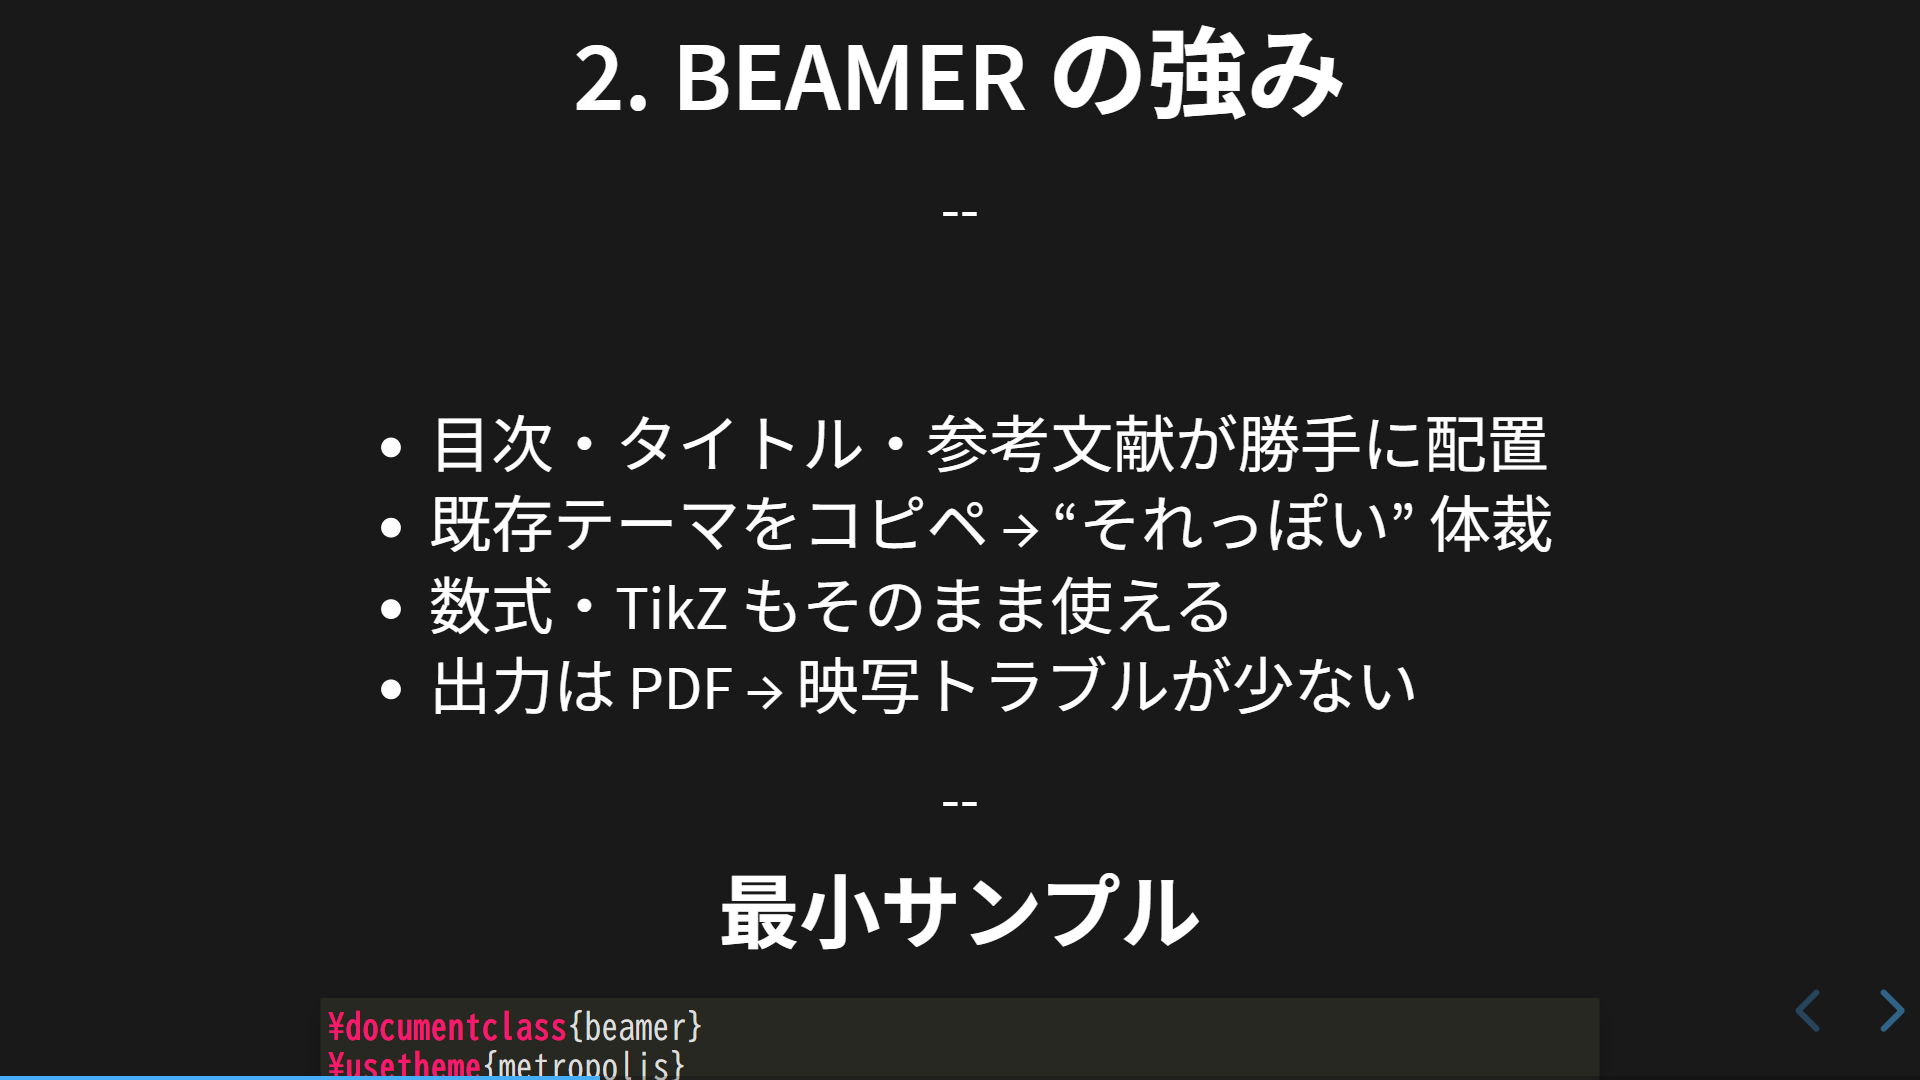 2. BEAMER の強み
--
目次・タイトル・参考文献が勝手に配置
既存テーマをコピペ → “それっぽい” 体裁
数式・TikZ もそのまま使える
出力は PDF → 映写トラブルが少ない
--
最小サンプル
¥documentclass{beamer}
¥usetheme{metropolis}